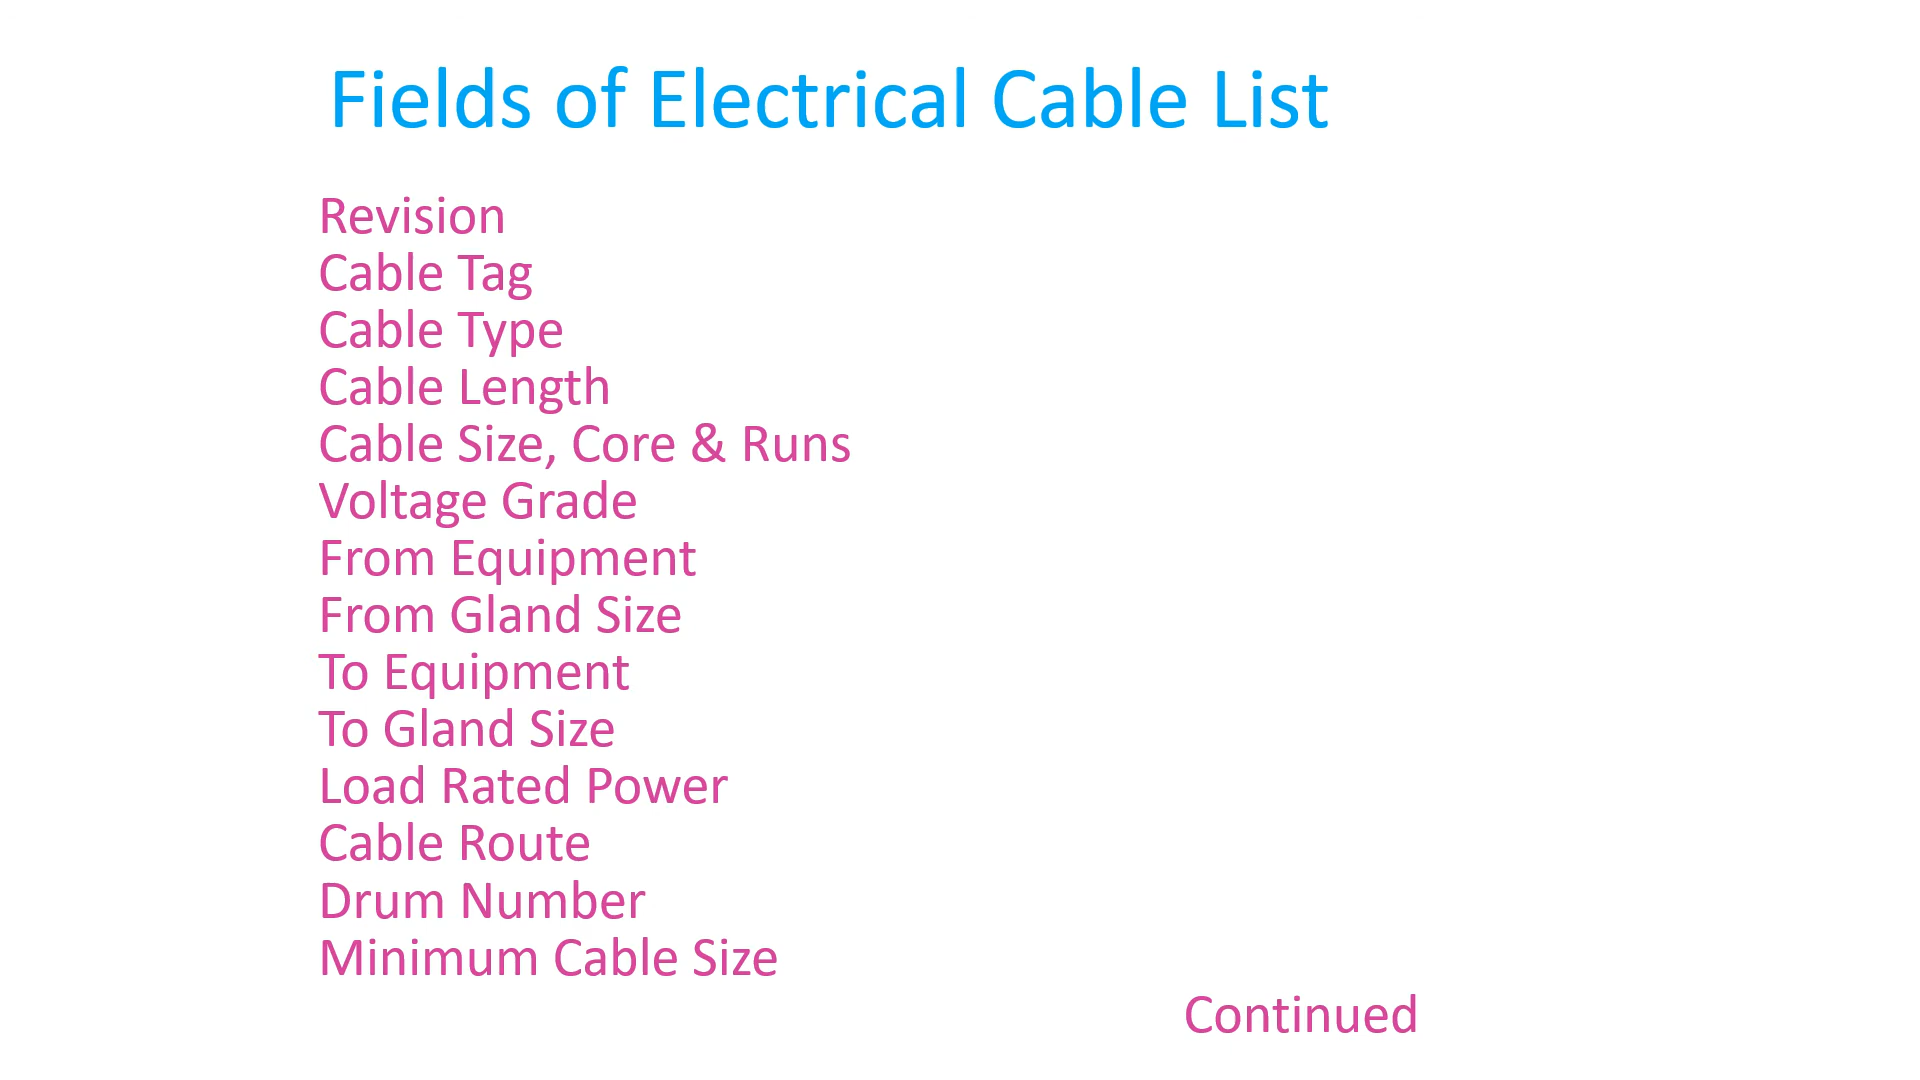 Fields of Electrical Cable List
Revision
Cable Tag
Cable Type
Cable Length
Cable Size, Core & Runs
Voltage Grade
From Equipment
From Gland Size
To Equipment
To Gland Size
Load Rated Power
Cable Route
Drum Number
Minimum Cable Size
Continued